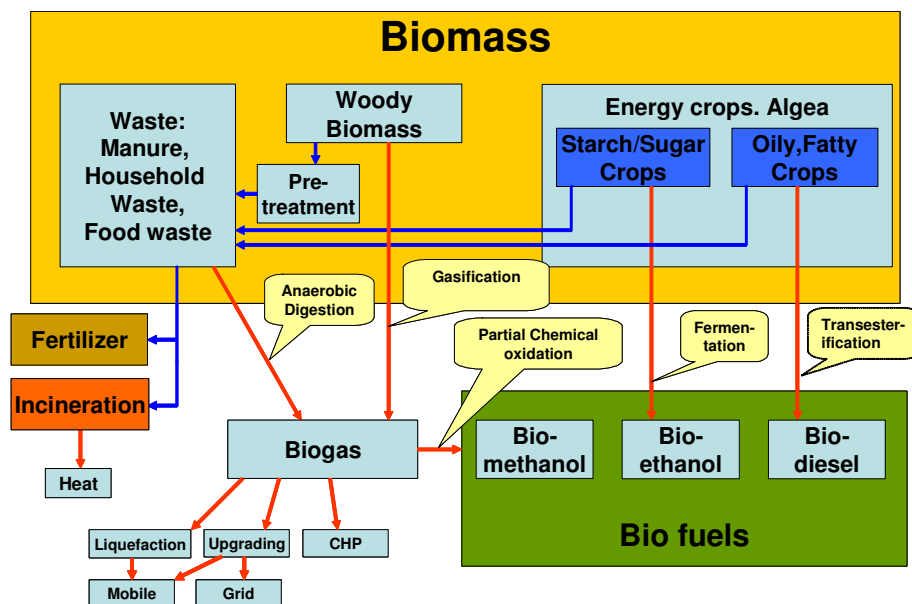 Biomass
Waste:
Manure,
Household
Waste,
Food waste
Woody
Biomass
Pre-
treatment
Energy crops. Algea
Starch/Sugar
Crops
Oily,Fatty
Crops
Anaerobic
Digestion
Gasification
Partial Chemical
oxidation
Fermen-
tation
Transester-
ification
Fertilizer
Incineration
Heat
Biogas
Bio-
methanol
Bio-
ethanol
Bio-
diesel
Bio fuels
Liquefaction
Upgrading
CHP
Mobile
Grid